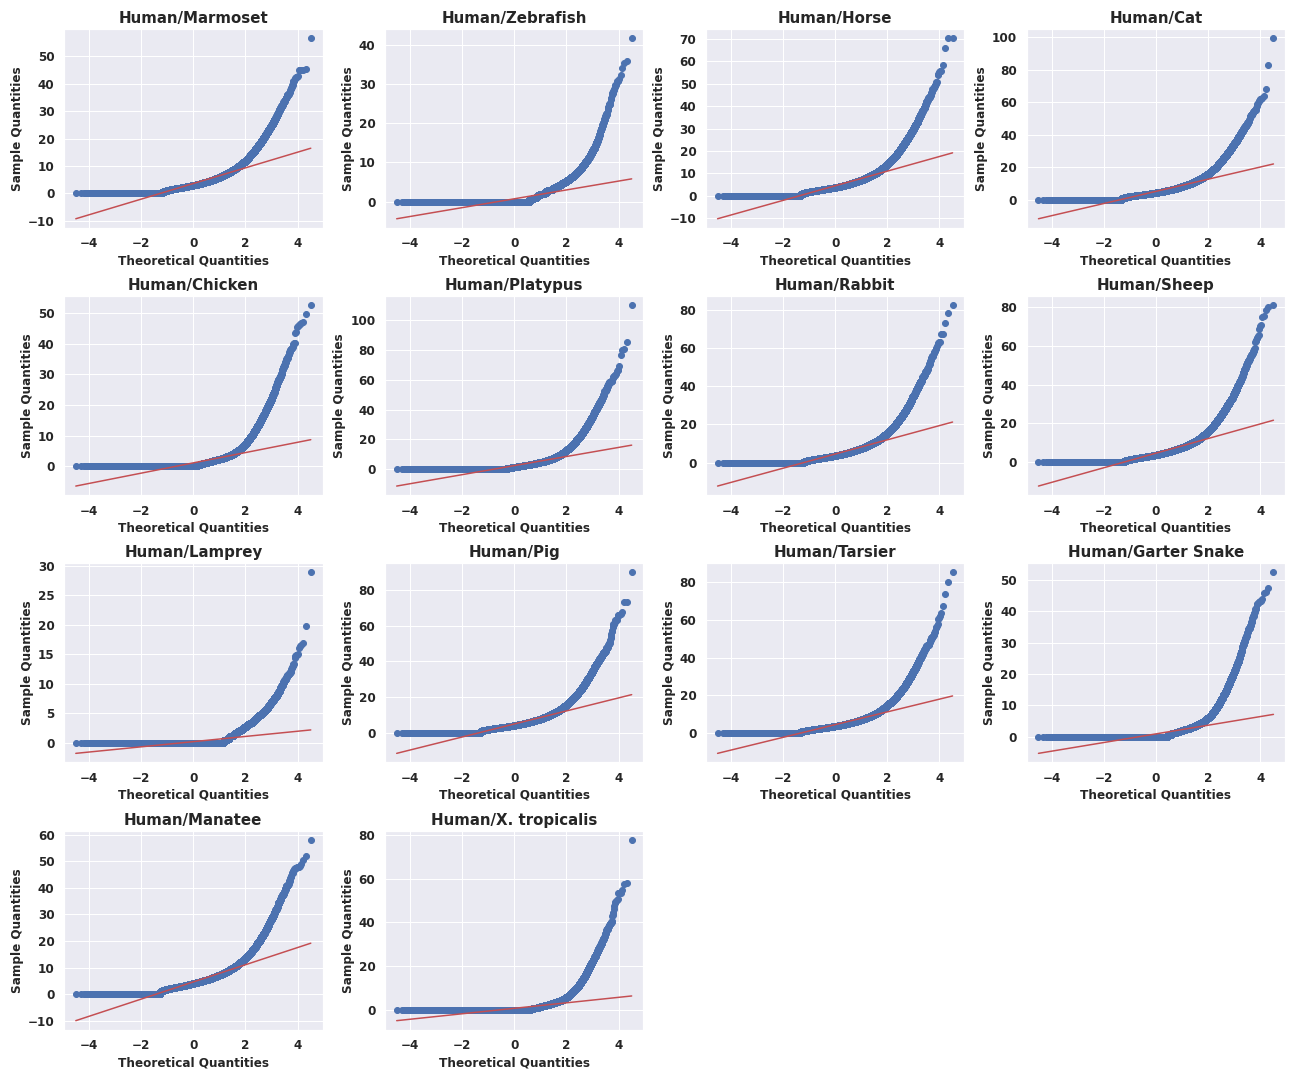 Human/Marmoset
Sample Quantities
50
40
30
20
10
0
−10
−4 −2 0 2 4
Theoretical Quantities
Human/Zebrafish
Sample Quantities
40
30
20
10
0
−4 −2 0 2 4
Theoretical Quantities
Human/Horse
Sample Quantities
70
60
50
40
30
20
10
0
−10
−4 −2 0 2 4
Theoretical Quantities
Human/Cat
Sample Quantities
100
80
60
40
20
0
−4 −2 0 2 4
Theoretical Quantities
Human/Chicken
Sample Quantities
50
40
30
20
10
0
−4 −2 0 2 4
Theoretical Quantities
Human/Platypus
Sample Quantities
100
80
60
40
20
0
−4 −2 0 2 4
Theoretical Quantities
Human/Rabbit
Sample Quantities
80
60
40
20
0
−4 −2 0 2 4
Theoretical Quantities
Human/Sheep
Sample Quantities
80
60
40
20
0
−4 −2 0 2 4
Theoretical Quantities
Human/Lamprey
Sample Quantities
30
25
20
15
10
5
0
−4 −2 0 2 4
Theoretical Quantities
Human/Pig
Sample Quantities
80
60
40
20
0
−4 −2 0 2 4
Theoretical Quantities
Human/Tarsier
Sample Quantities
80
60
40
20
0
−4 −2 0 2 4
Theoretical Quantities
Human/Garter Snake
Sample Quantities
50
40
30
20
10
0
−4 −2 0 2 4
Theoretical Quantities
Human/Manatee
Sample Quantities
60
50
40
30
20
10
0
−10
−4 −2 0 2 4
Theoretical Quantities
Human/X. tropicalis
Sample Quantities
80
60
40
20
0
−4 −2 0 2 4
Theoretical Quantities